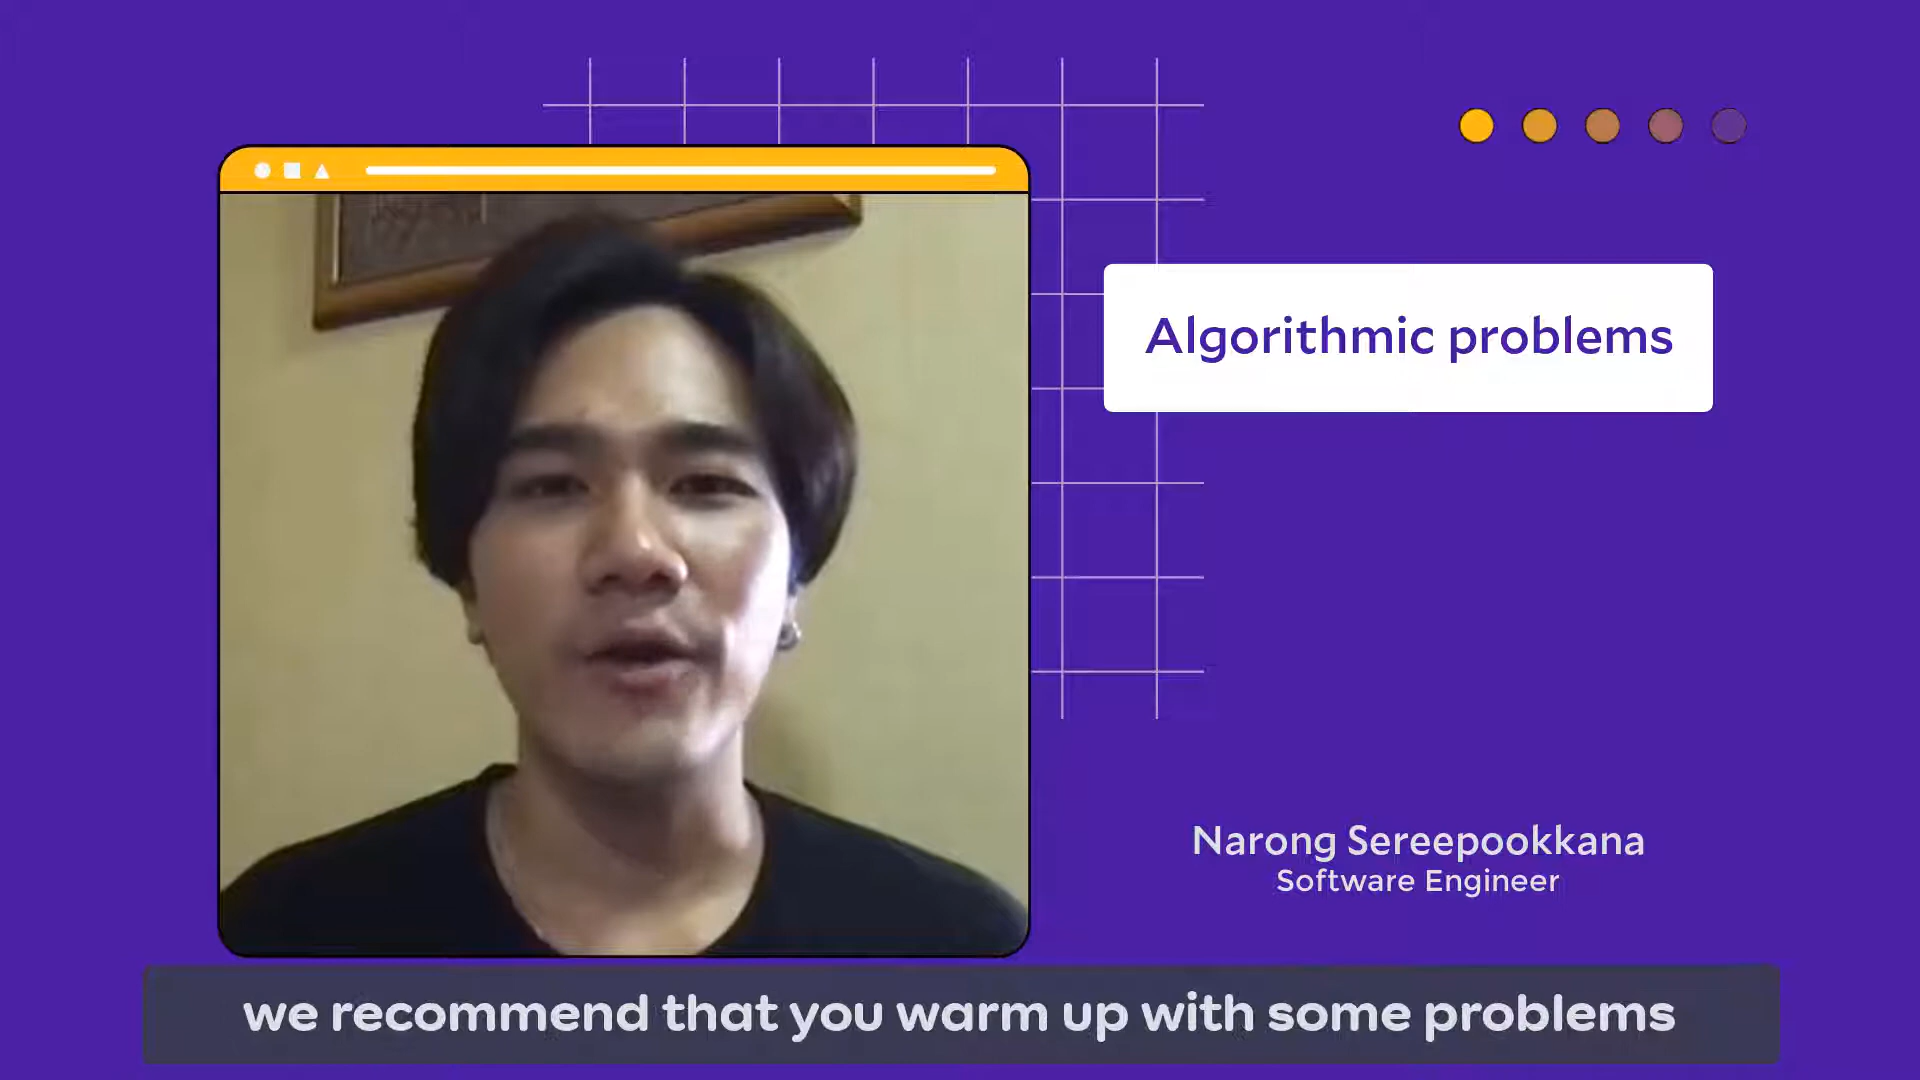 Algorithmic problems
Narong Sereepookkana
Software Engineer
we recommend that you warm up with some problems